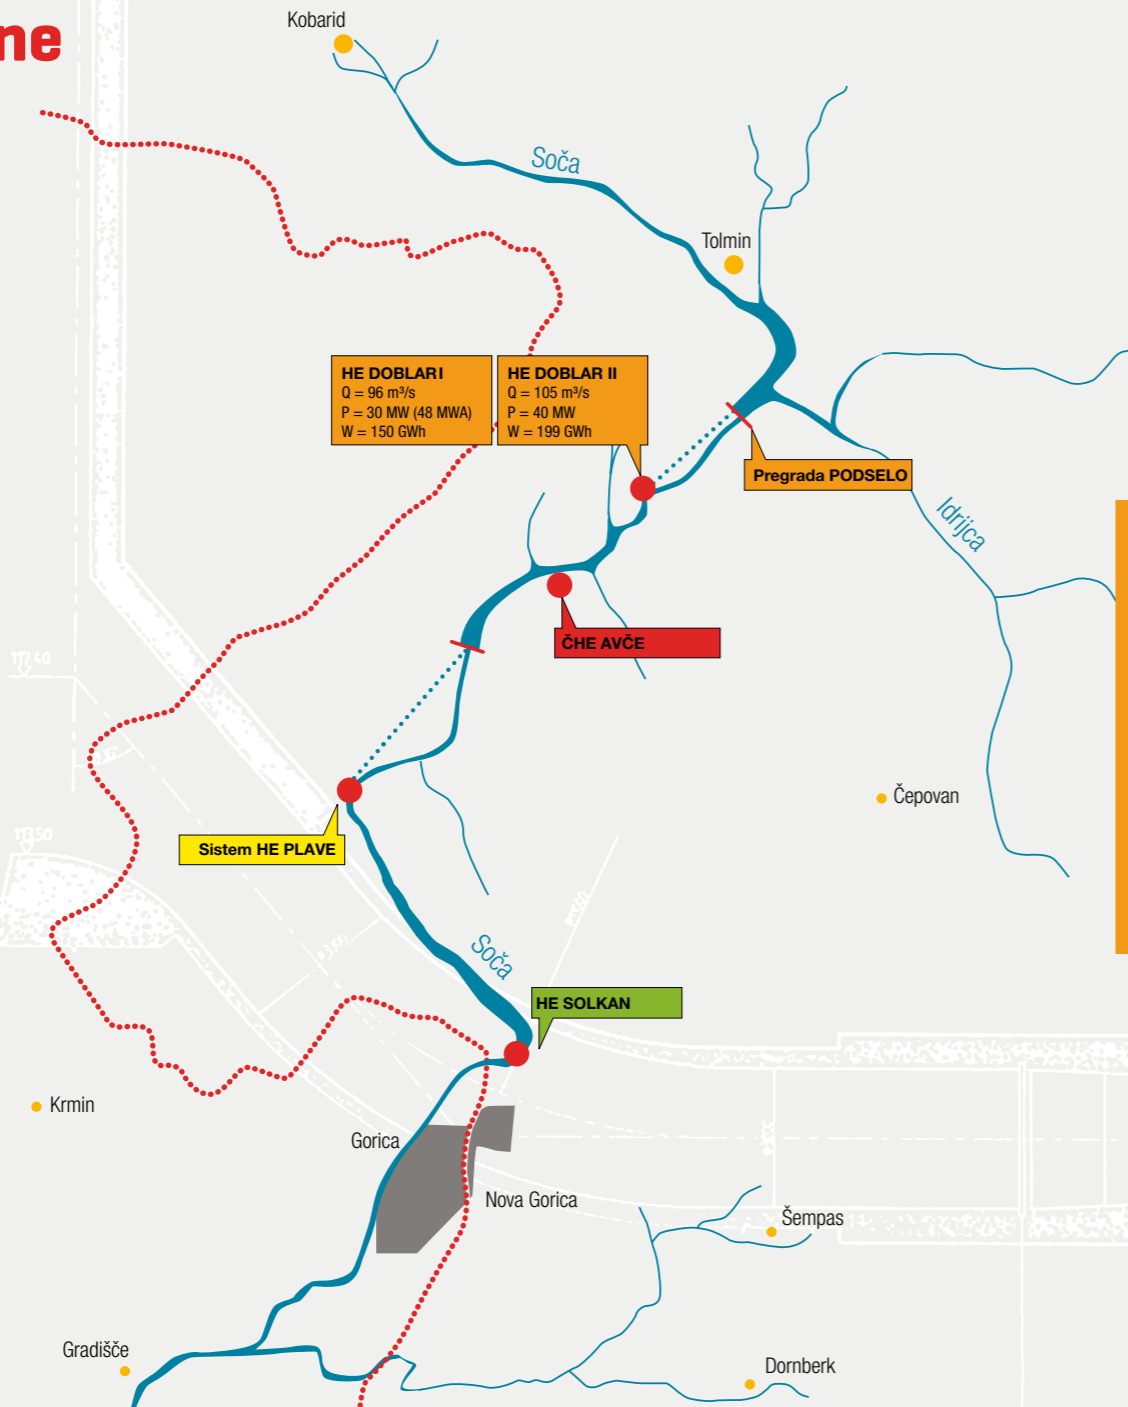 ne
Kobarid
Soča
Tolmin
HE DOBLAR I
Q = 96 m³/s
P = 30 MW (48 MWA)
W = 150 GWh
HE DOBLAR II
Q = 105 m³/s
P = 40 MW
W = 199 GWh
Pregrada PODSELO
Idrijca
ČHE AVČE
Čepovan
Sistem HE PLAVE
Soča
HE SOLKAN
Krmin
Gorica
Nova Gorica
Šempas
Gradišče
Dornberk